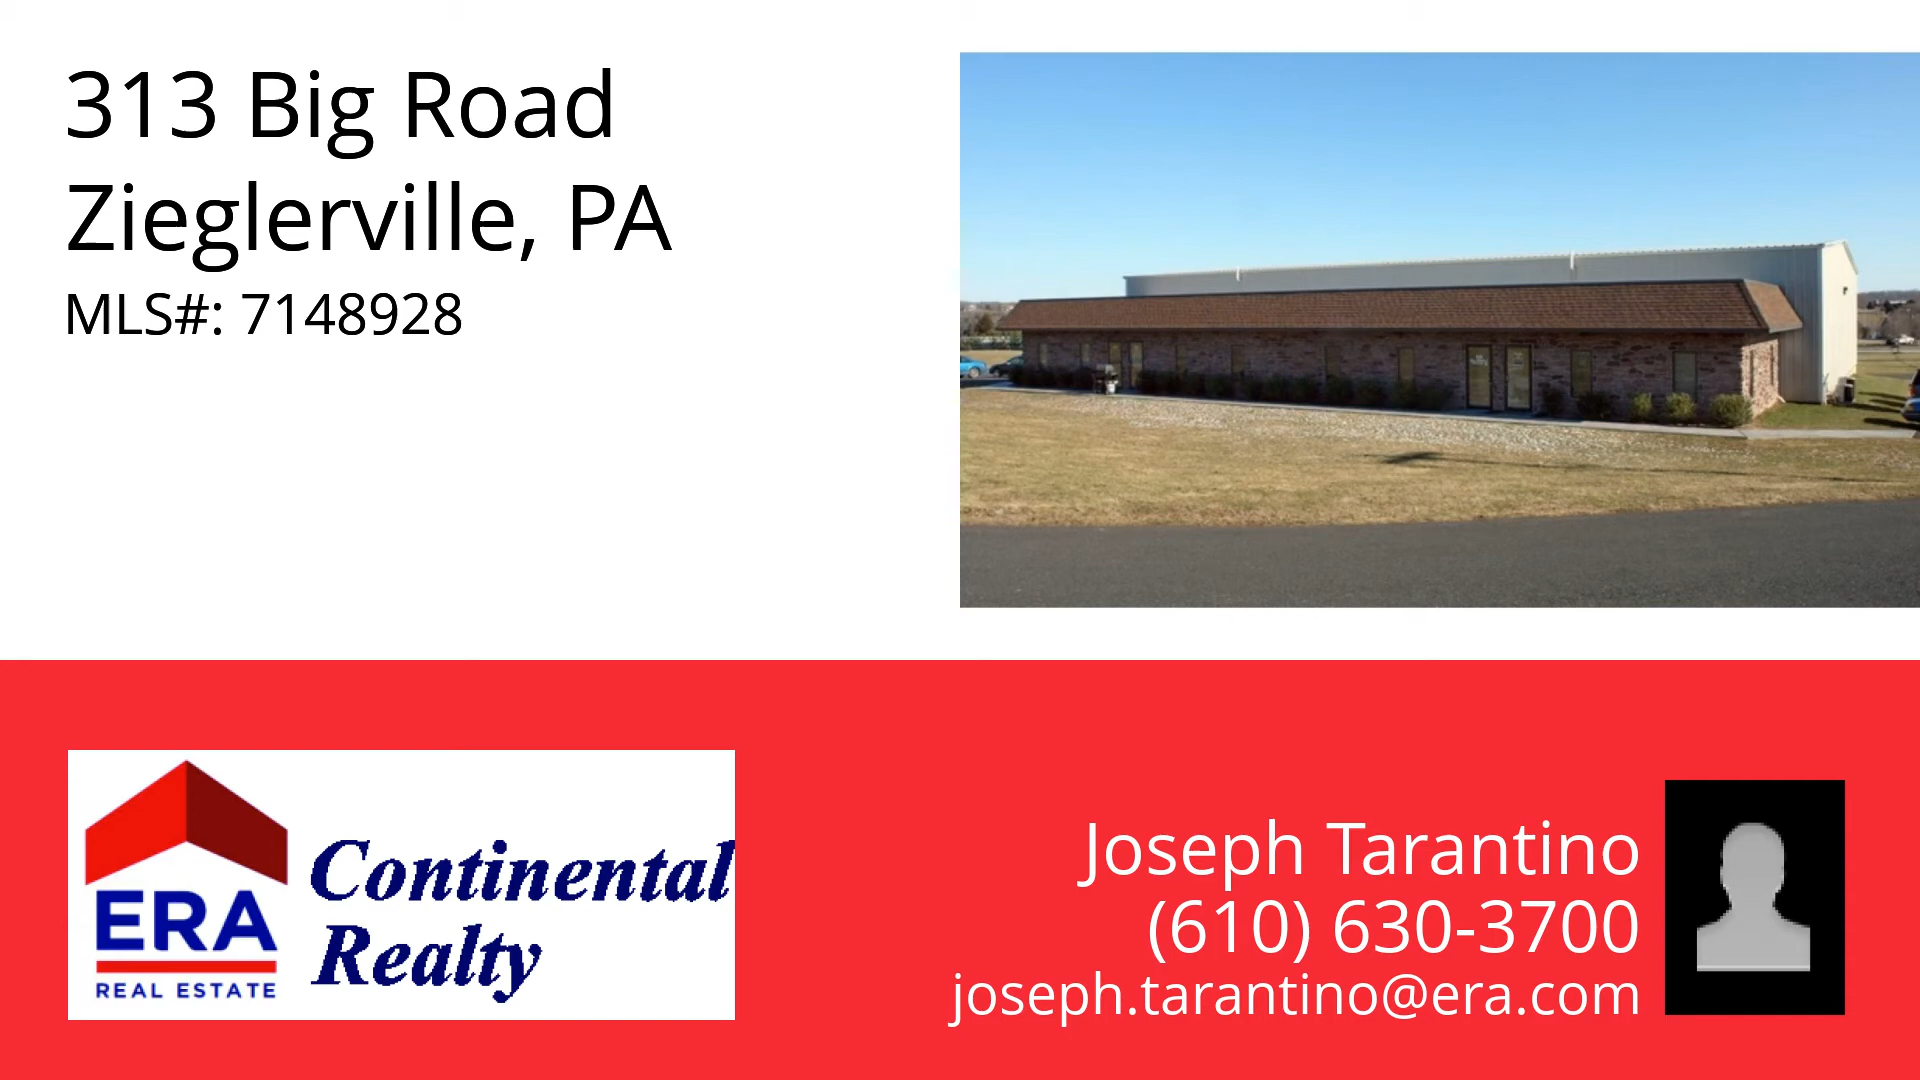 313 Big Road
Zieglerville, PA
MLS#: 7148928
ERA
REAL ESTATE
Continental
Realty
Joseph Tarantino
(610) 630-3700
joseph.tarantino@era.com